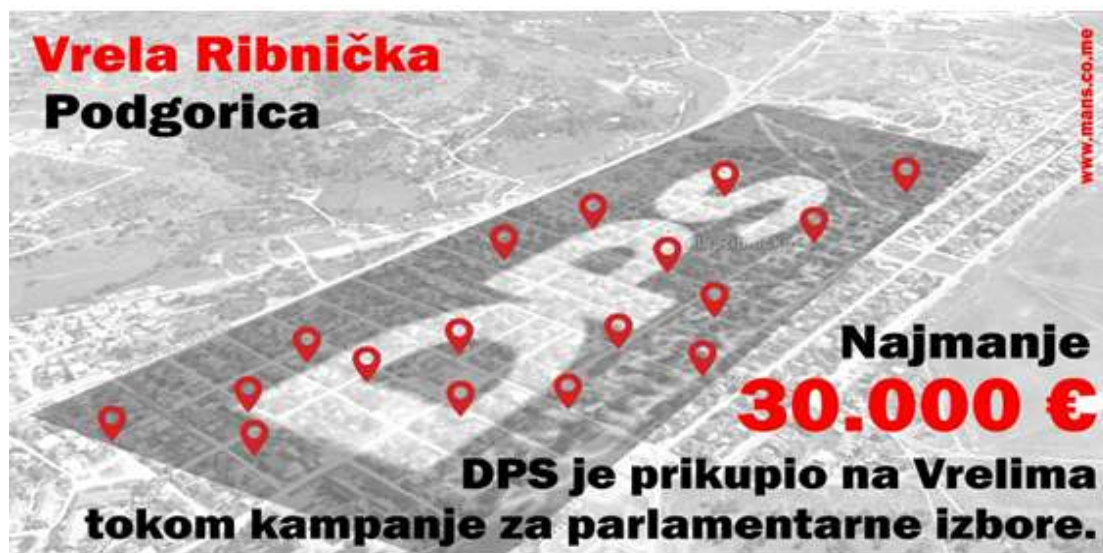 Vrela Ribnička
Podgorica
www.mans.co.me
DPS
Najmanje
30.000 €
DPS je prikupio na Vrelima
tokom kampanje za parlamentarne izbore.